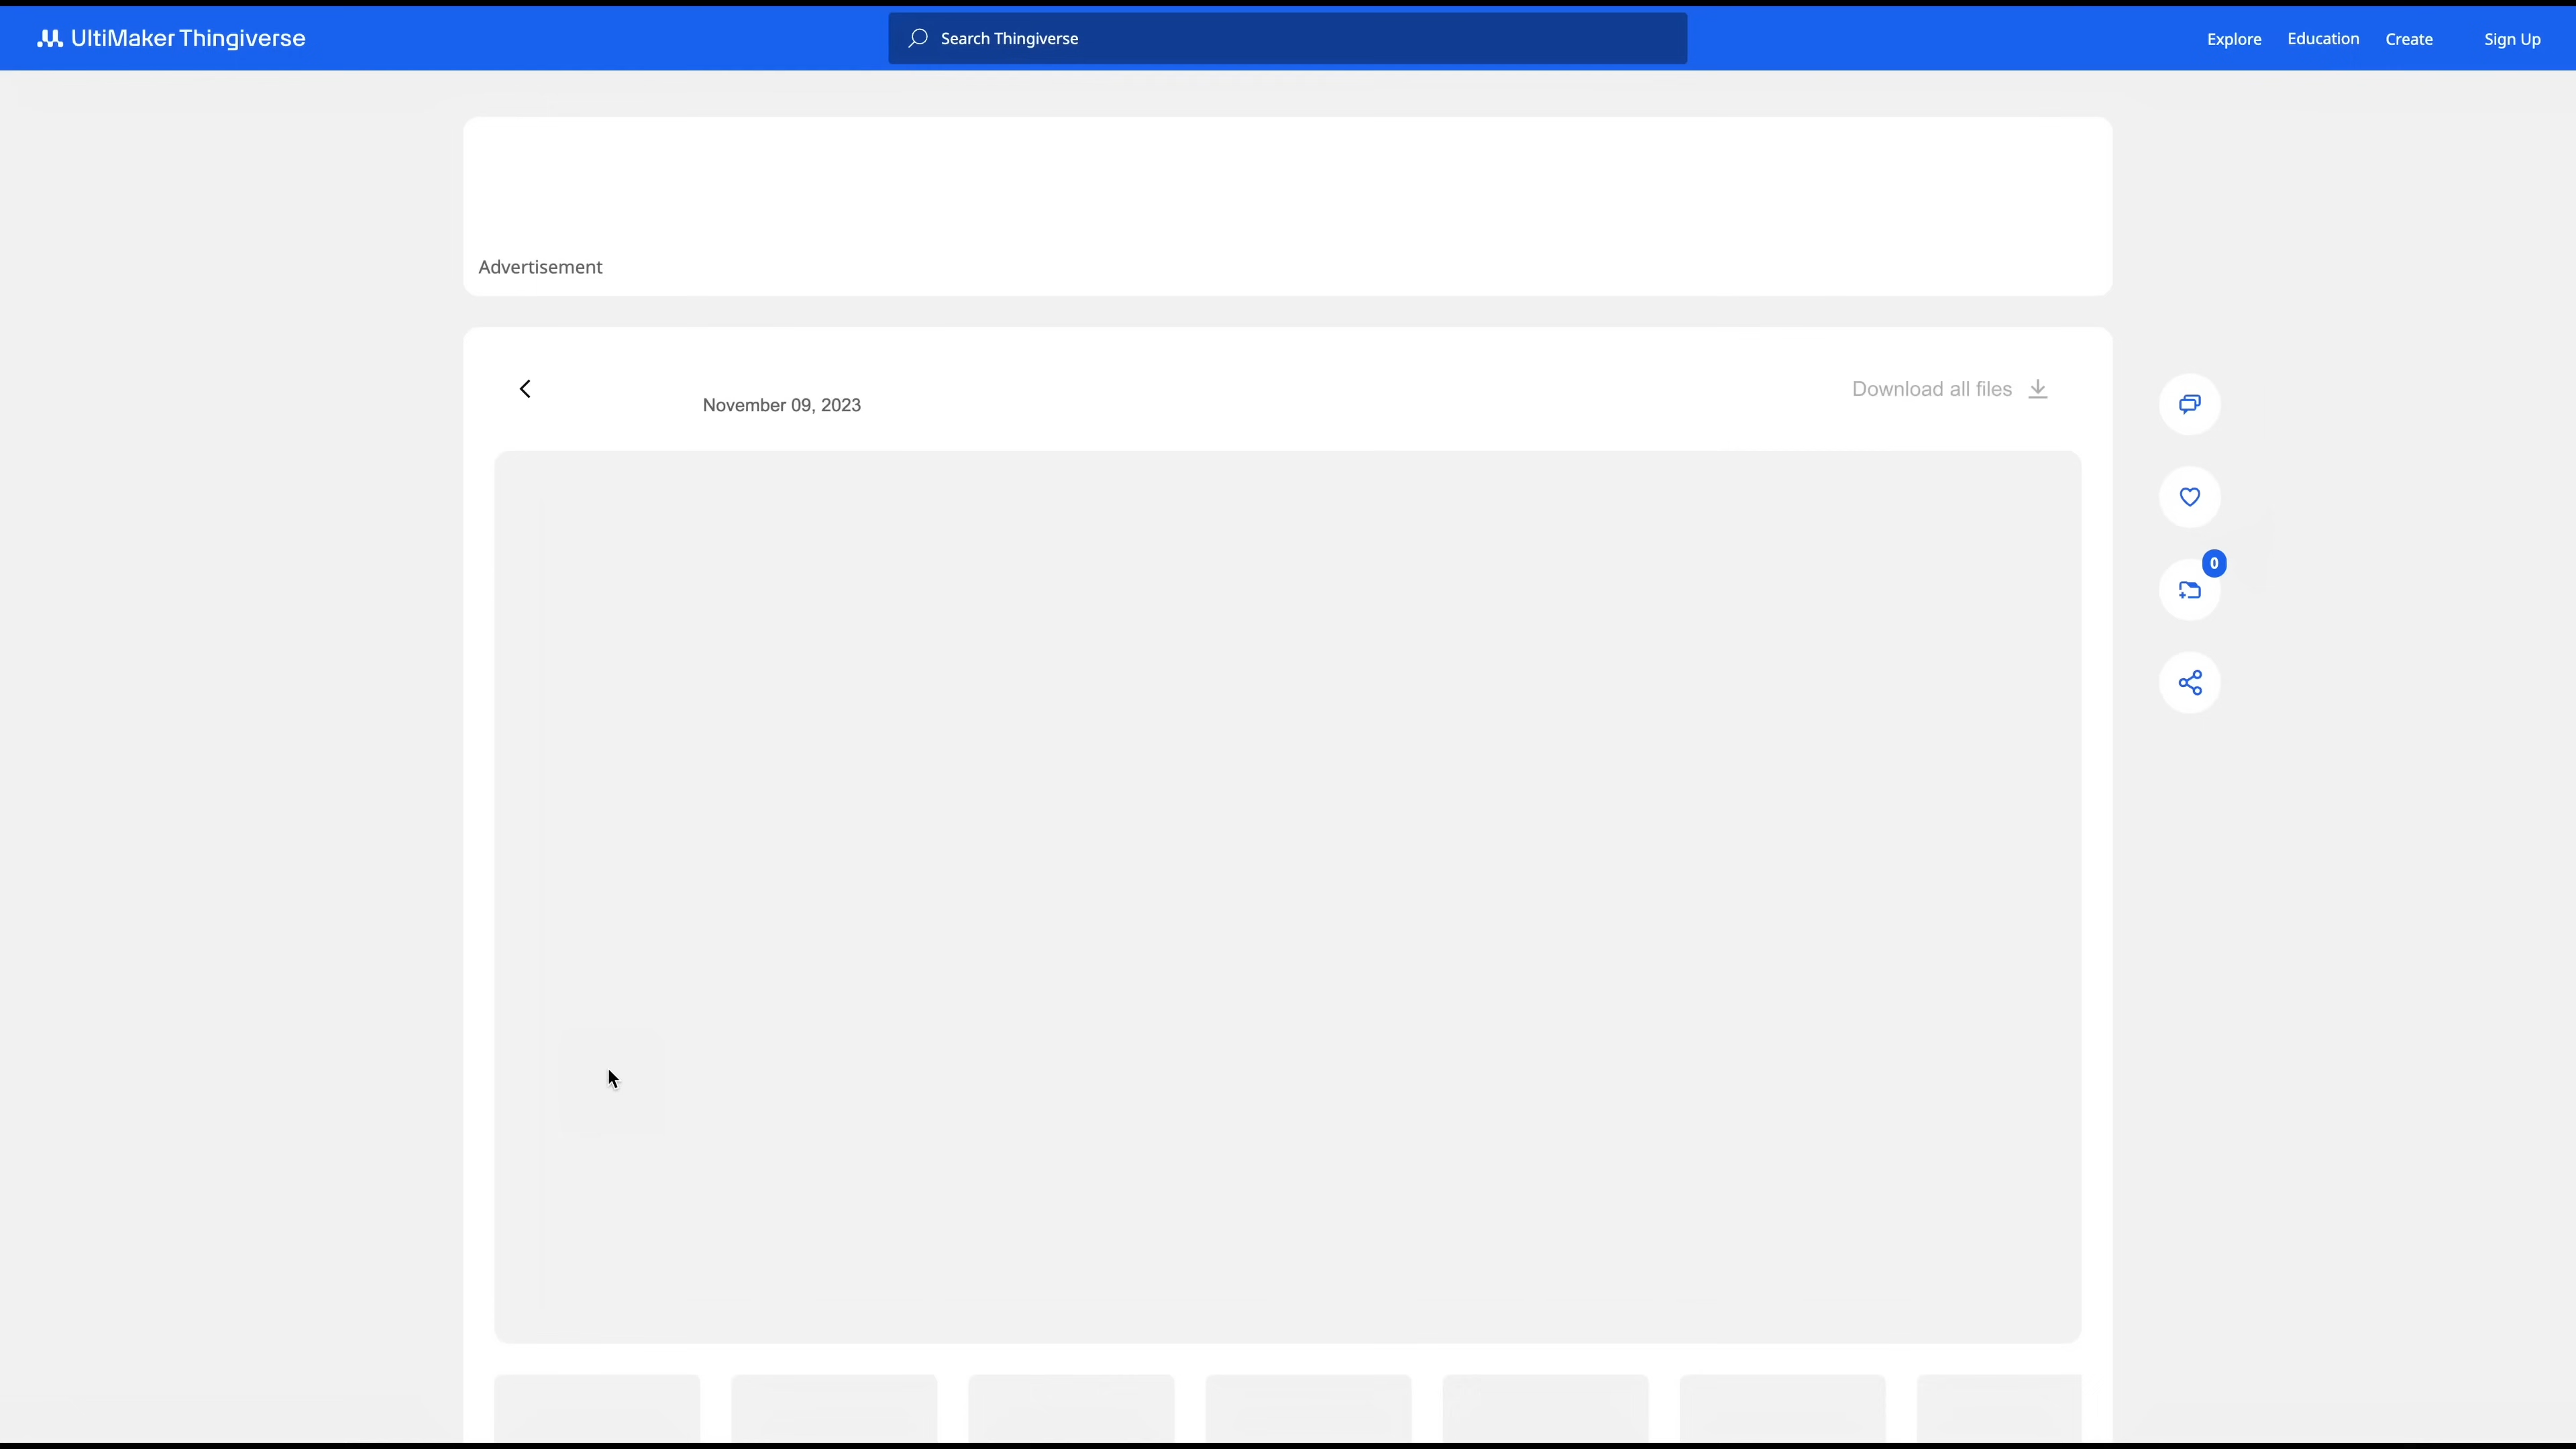 UltiMaker Thingiverse
Search Thingiverse
Explore
Education
Create
Sign Up
Advertisement
November 09, 2023
Download all files
0